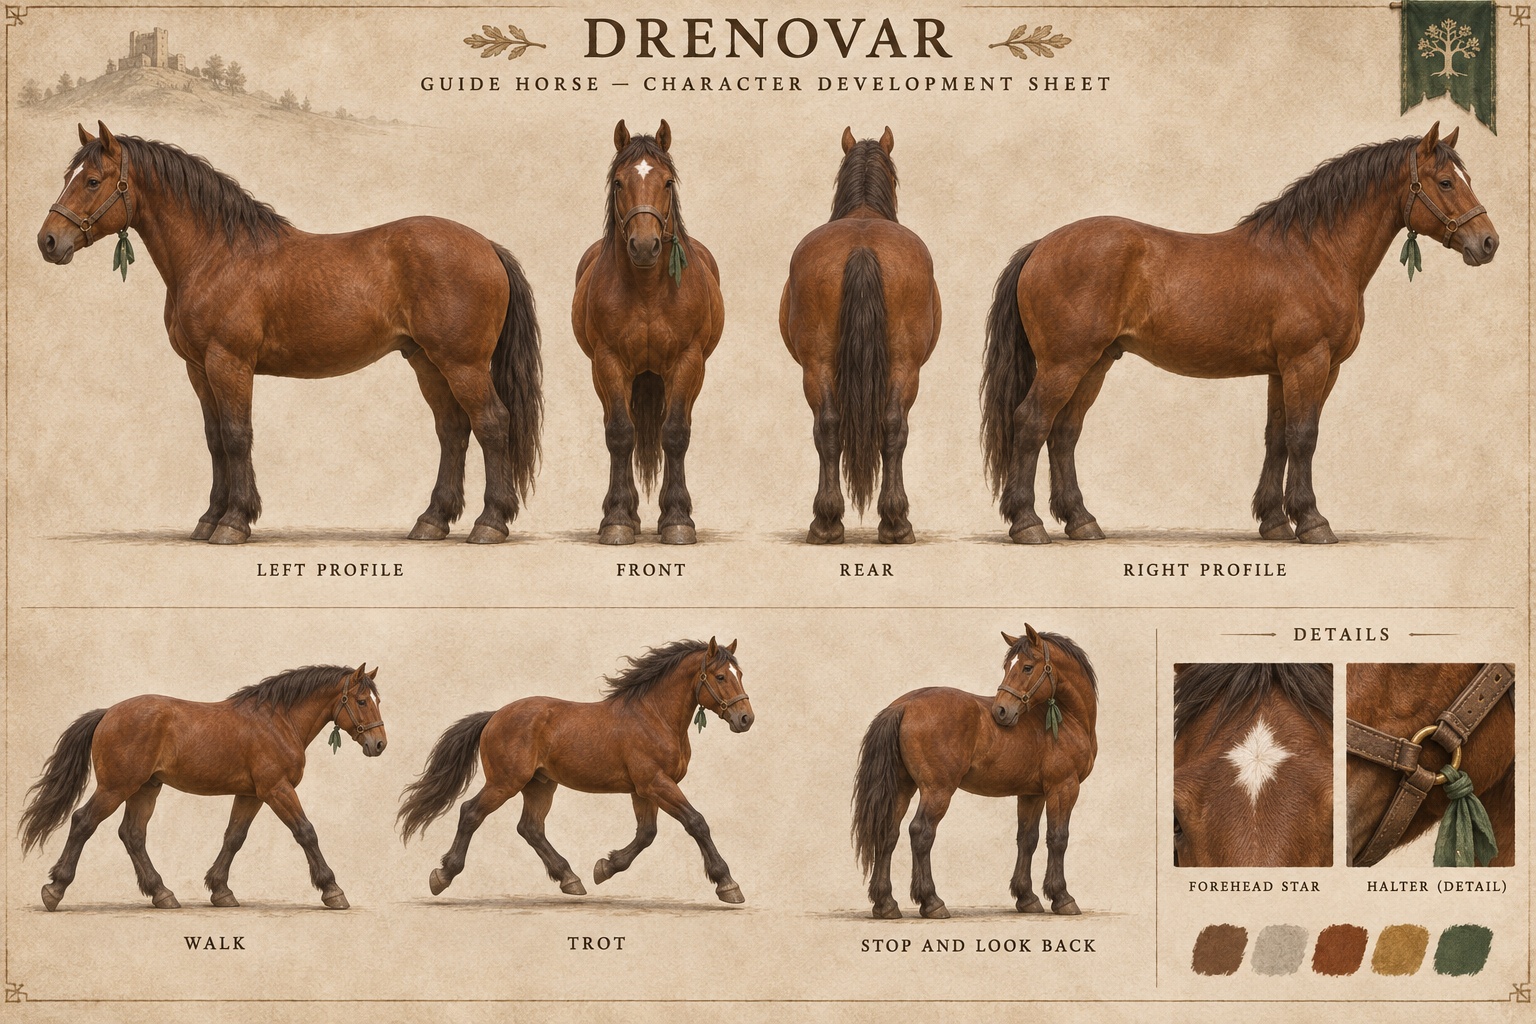 DRENOVAR
GUIDE HORSE — CHARACTER DEVELOPMENT SHEET
LEFT PROFILE
FRONT
REAR
RIGHT PROFILE
DETAILS
FOREHEAD STAR
HALTER (DETAIL)
WALK
TROT
STOP AND LOOK BACK